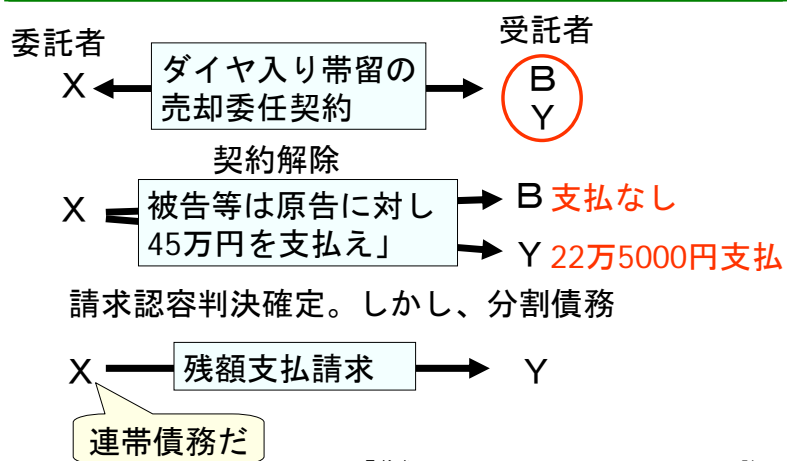 委託者
受託者
X
ダイヤ入り帯留の
売却委任契約
B
Y
契約解除
X
被告等は原告に対し
45万円を支払え」
B 支払なし
Y 22万5000円支払
請求認容判決確定。しかし、分割債務
X
残額支払請求
Y
連帯債務だ